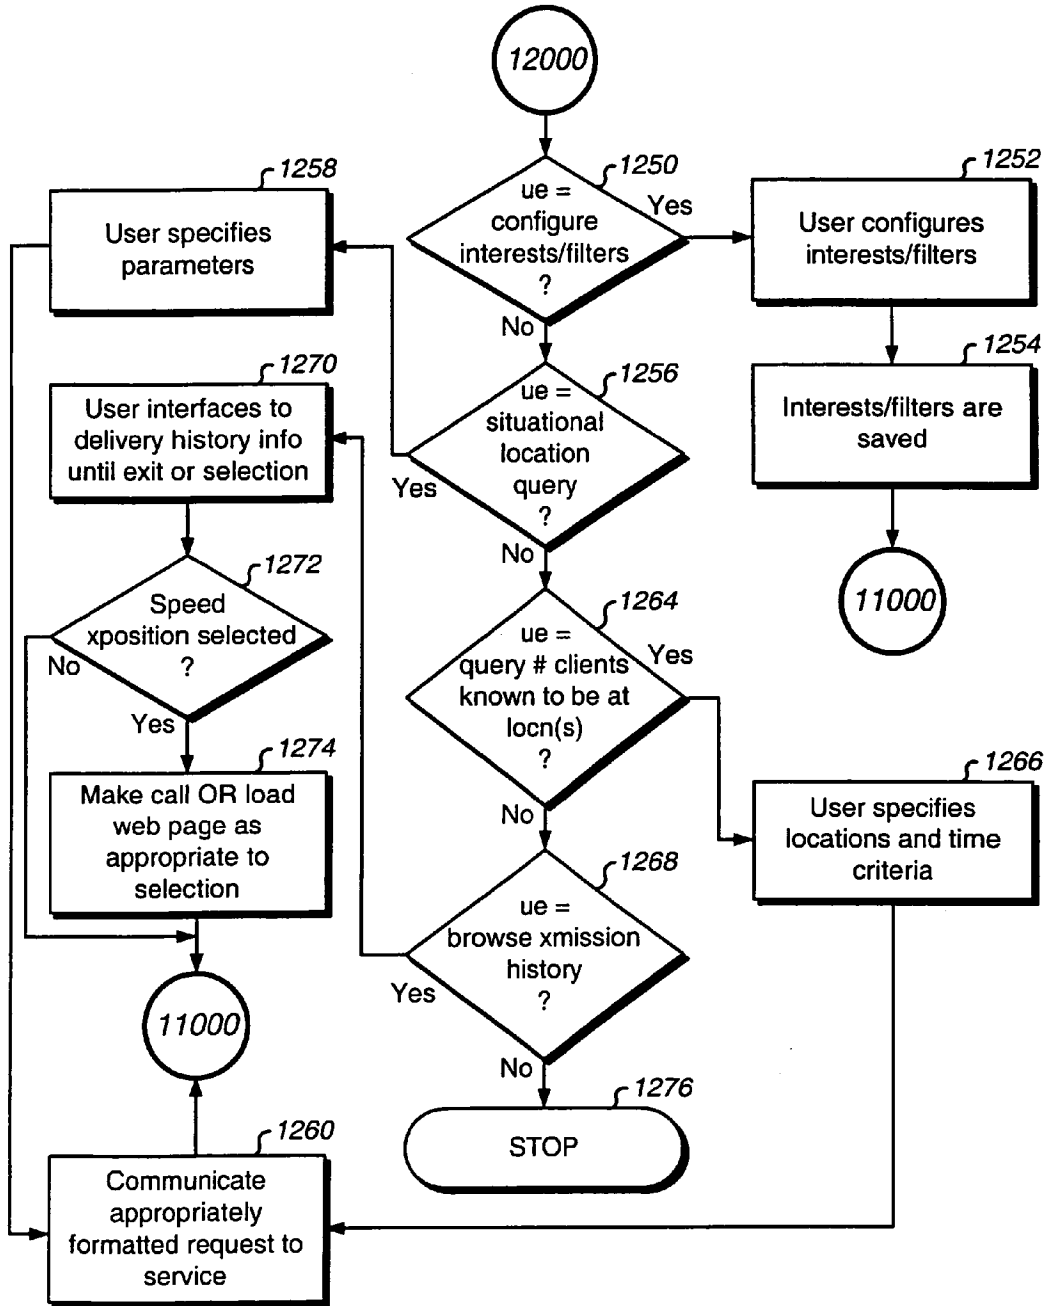 12000
1250
ue =
configure
interests/filters
?
Yes
No
1252
User configures
interests/filters
1254
Interests/filters are
saved
11000
1256
ue =
situational
location
query
?
Yes
No
1258
User specifies
parameters
1264
ue =
query # clients
known to be at
locn(s)
?
Yes
No
1266
User specifies
locations and time
criteria
1268
ue =
browse xmission
history
?
Yes
No
1270
User interfaces to
delivery history info
until exit or selection
1272
Speed
xposition selected
?
No
Yes
1274
Make call OR load
web page as
appropriate to
selection
11000
1260
Communicate
appropriately
formatted request to
service
1276
STOP